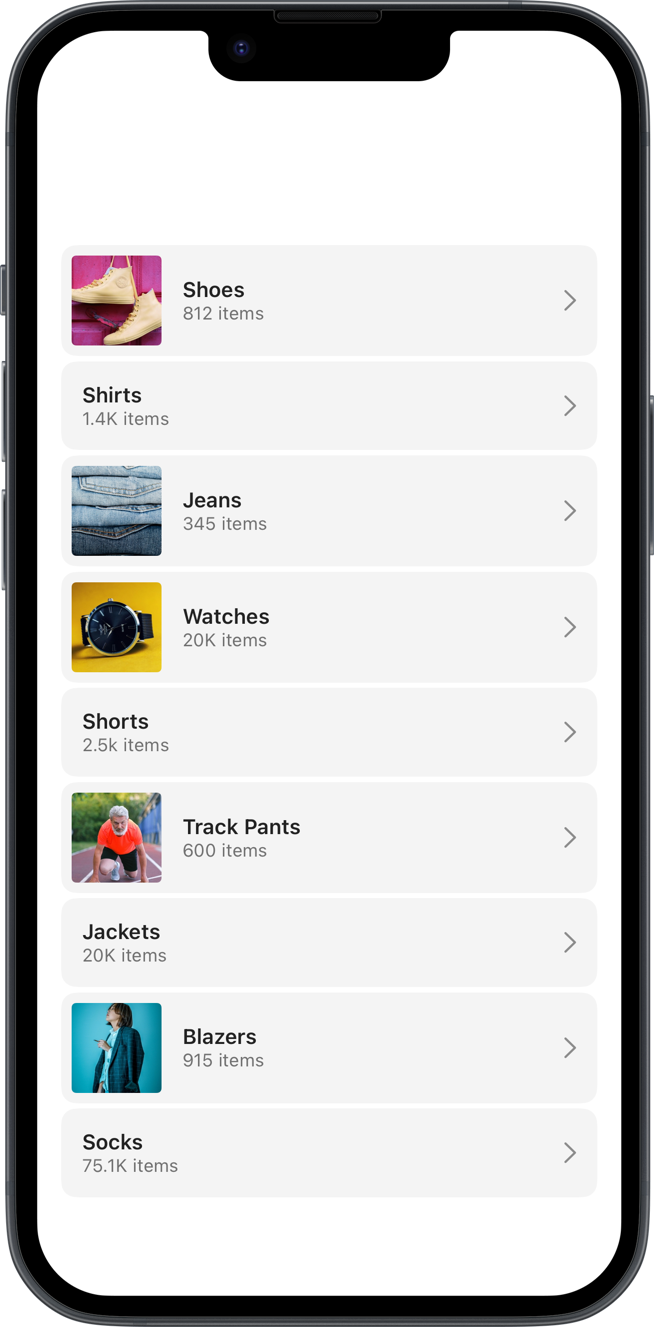 Shoes
812 items
Shirts
1.4K items
Jeans
345 items
Watches
20K items
Shorts
2.5k items
Track Pants
600 items
Jackets
20K items
Blazers
915 items
Socks
75.1K items